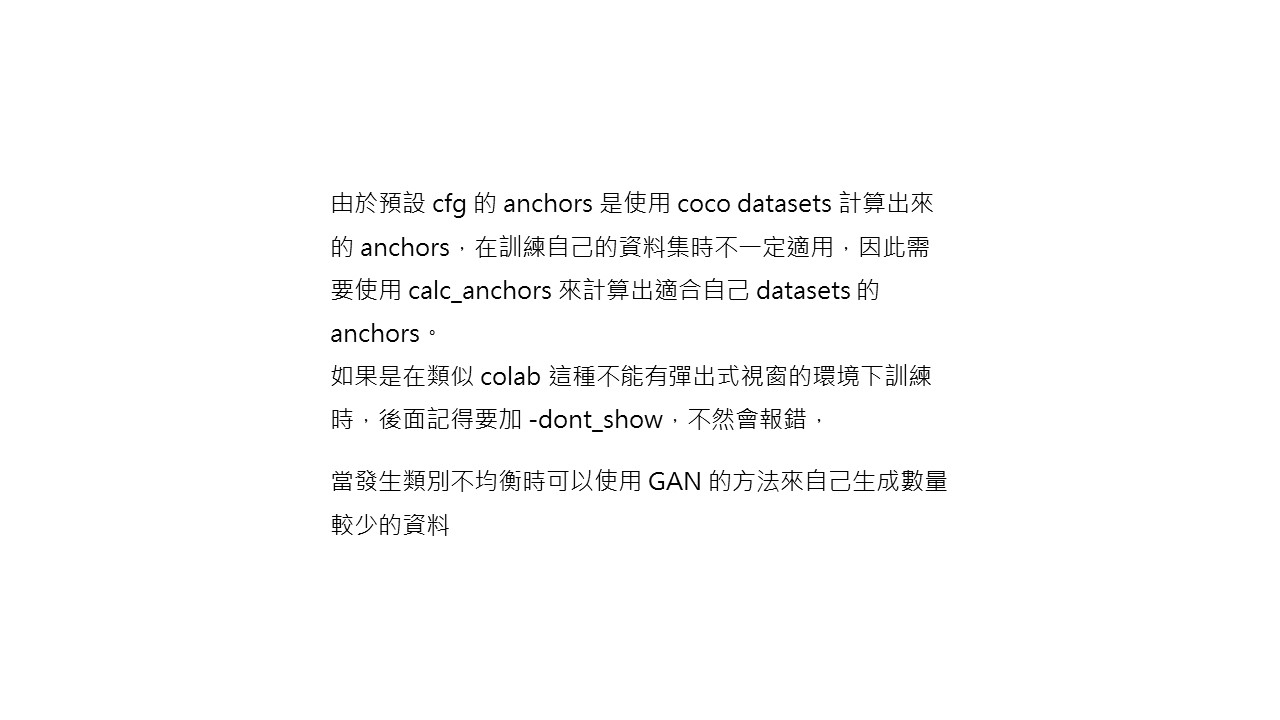 由於預設 cfg 的 anchors 是使用 coco datasets 計算出來
的 anchors，在訓練自己的資料集時不一定適用，因此需
要使用 calc_anchors 來計算出適合自己 datasets 的
anchors。
如果是在類似 colab 這種不能有彈出式視窗的環境下訓練
時，後面記得要加 -dont_show，不然會報錯，
當發生類別不均衡時可以使用 GAN 的方法來自己生成數量
較少的資料